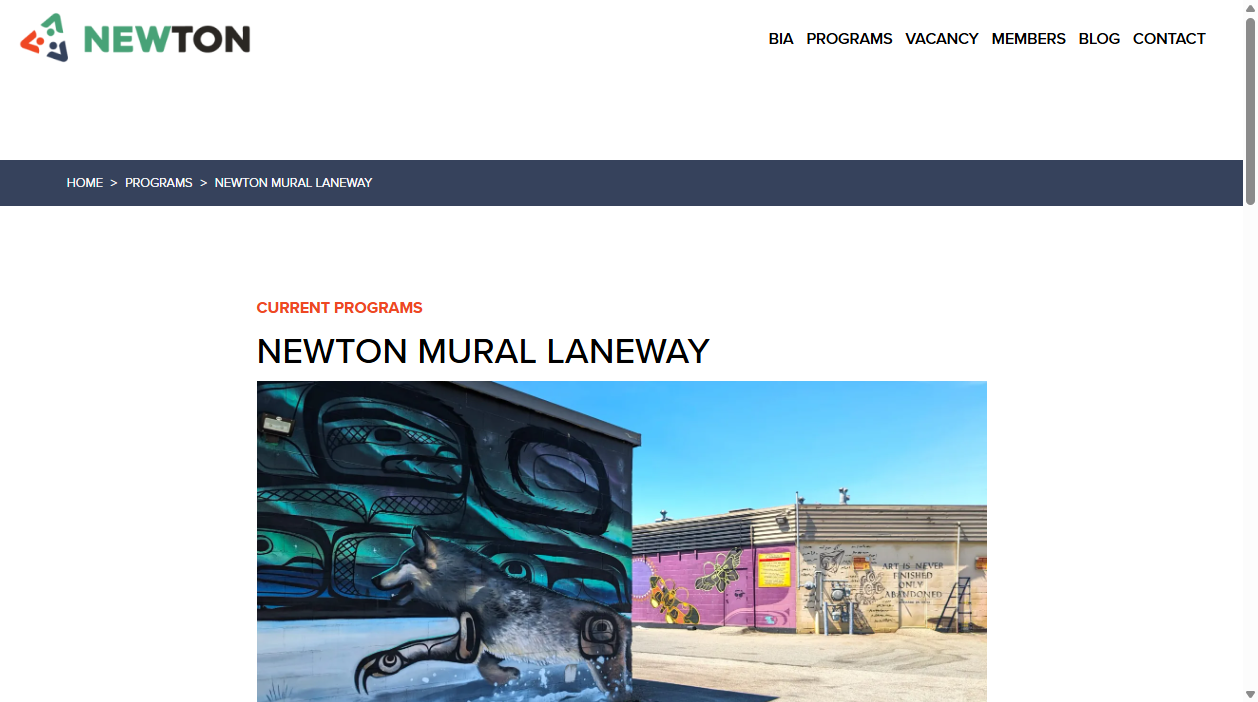 NEWTON
BIA PROGRAMS VACANCY MEMBERS BLOG CONTACT
HOME > PROGRAMS > NEWTON MURAL LANEWAY
CURRENT PROGRAMS
NEWTON MURAL LANEWAY
ART IS NEVER
FINISHED
ONLY
ABANDONED